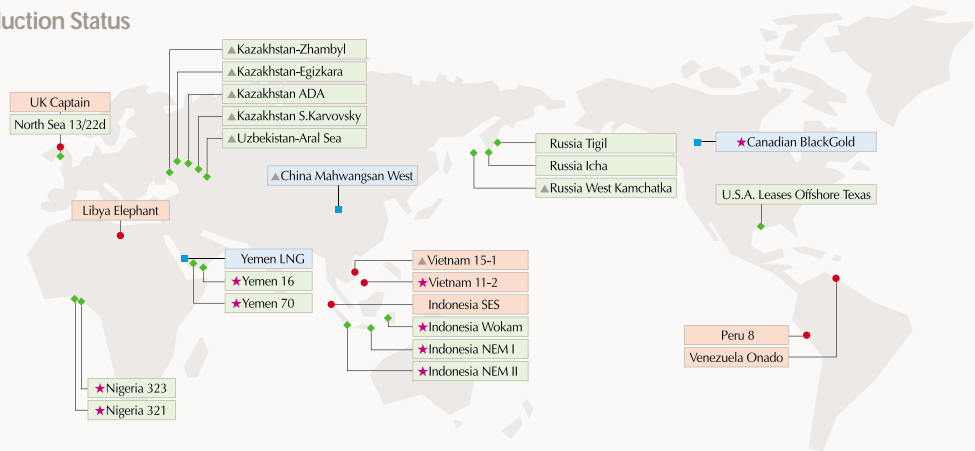 uction Status
▲Kazakhstan-Zhambyl
▲Kazakhstan-Egizkara
▲Kazakhstan ADA
▲Kazakhstan S.Karvovsky
▲Uzbekistan-Aral Sea
UK Captain
North Sea 13/22d
Russia Tigil
Russia Icha
▲Russia West Kamchatka
★Canadian BlackGold
▲China Mahwangsan West
U.S.A. Leases Offshore Texas
Libya Elephant
Yemen LNG
★Yemen 16
★Yemen 70
▲Vietnam 15-1
★Vietnam 11-2
Indonesia SES
★Indonesia Wokam
★Indonesia NEM I
★Indonesia NEM II
Peru 8
Venezuela Onado
★Nigeria 323
★Nigeria 321